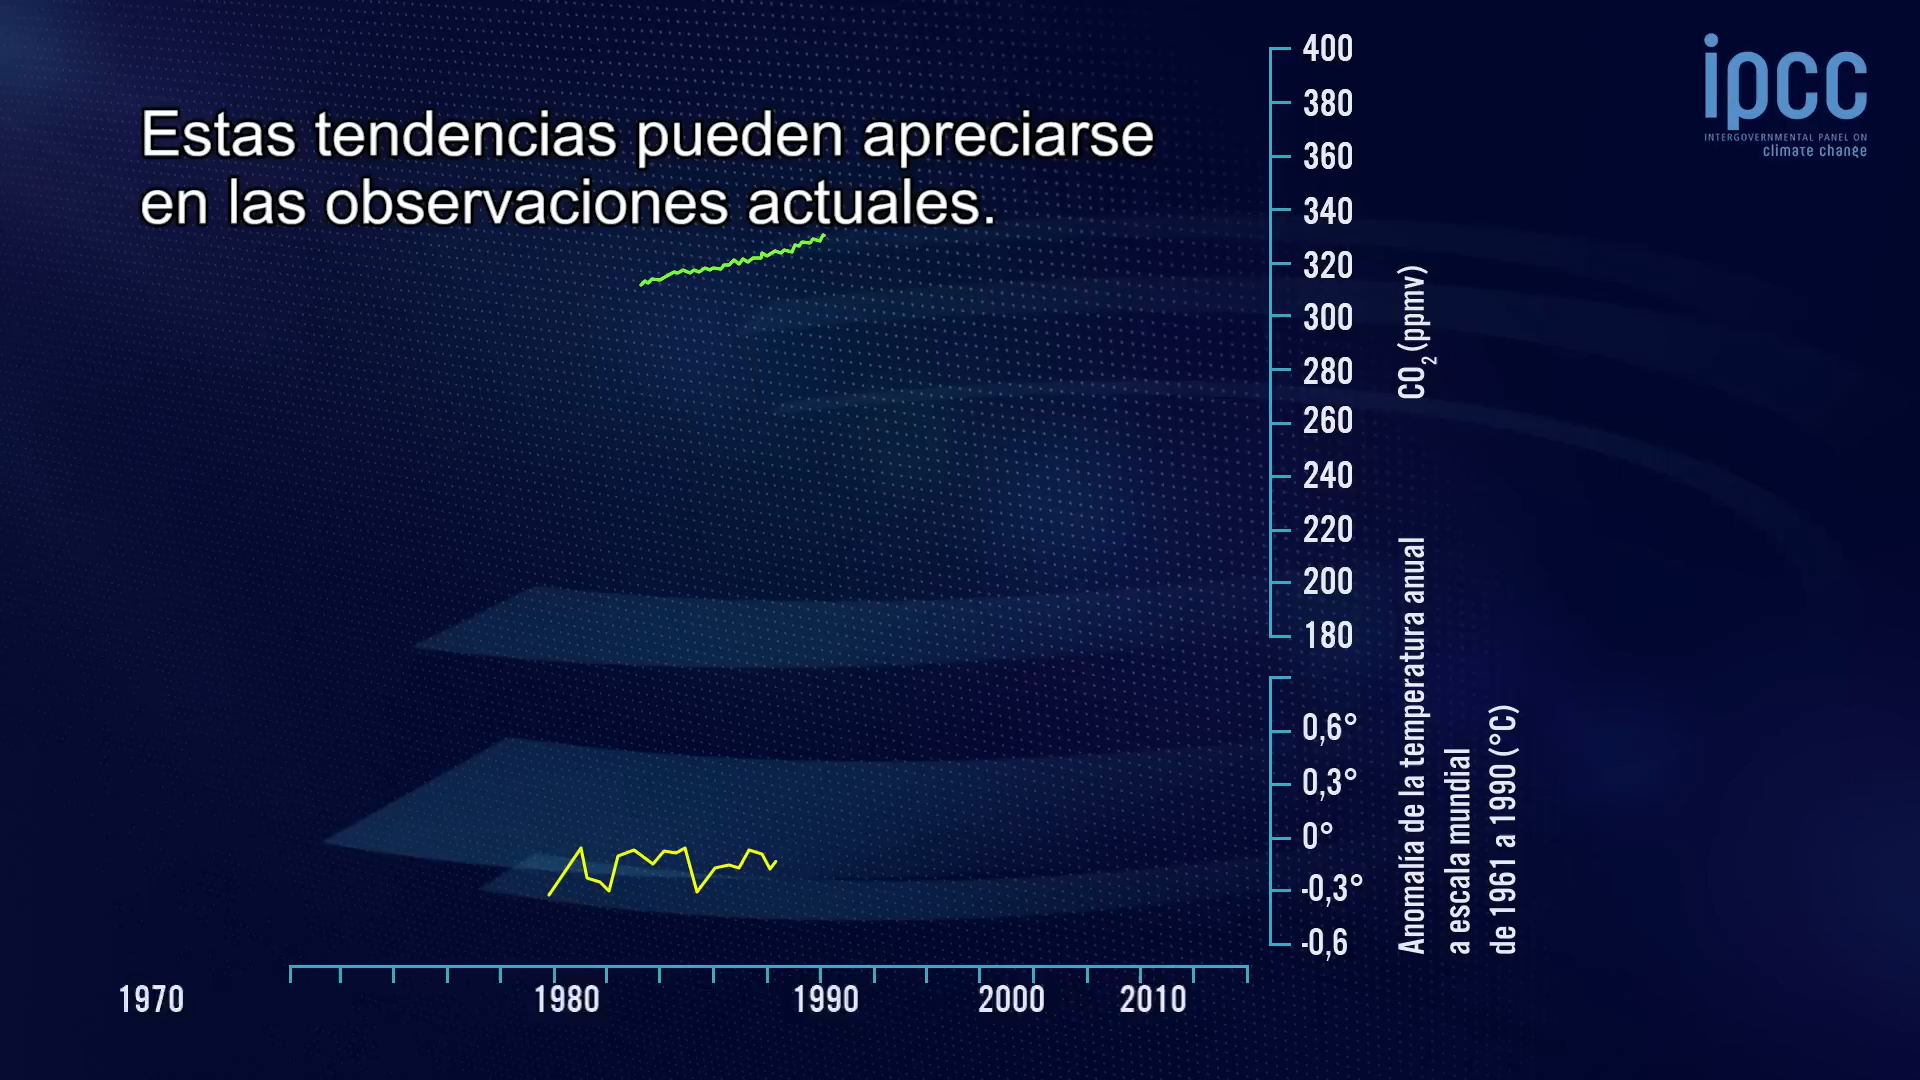 Estas tendencias pueden apreciarse
en las observaciones actuales.
ipcc
INTERGOVERNMENTAL PANEL ON
climate change
400
380
360
340
320
300
280
260
240
220
200
180
CO₂ (ppmv)
0,6°
0,3°
0°
-0,3°
-0,6
Anomalía de la temperatura anual
a escala mundial
de 1961 a 1990 (°C)
1970
1980
1990
2000
2010